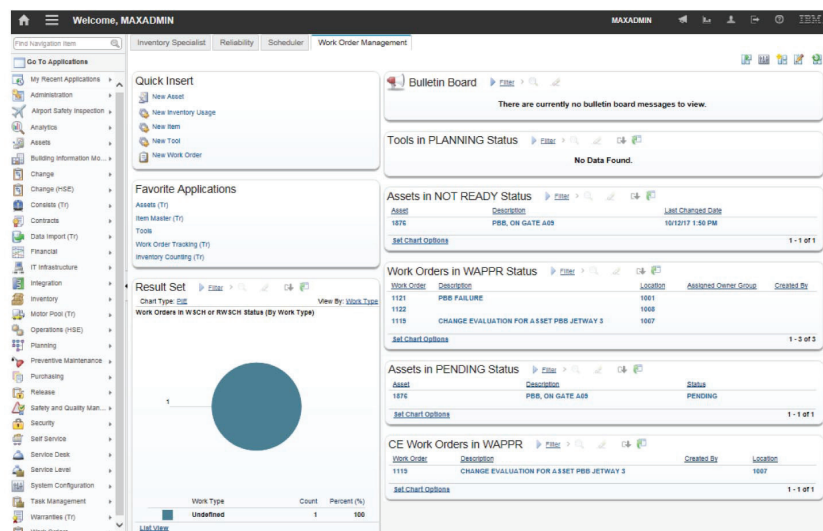 Welcome, MAXADMIN
MAXADMIN
IBM
Find Navigation Item
Go To Applications
My Recent Applications
Administration
Airport Safety Inspection
Analytics
Assets
Building Information Mo...
Change
Change (HSE)
Consists (Tr)
Contracts
Data Import (Tr)
Financial
IT Infrastructure
Integration
Inventory
Motor Pool (Tr)
Operations (HSE)
Planning
Preventive Maintenance
Purchasing
Release
Safety and Quality Man...
Security
Self Service
Service Desk
Service Level
System Configuration
Task Management
Warranties (Tr)
Work Orders
Inventory Specialist Reliability Scheduler Work Order Management
Quick Insert
New Asset
New Inventory Usage
New Item
New Tool
New Work Order
Favorite Applications
Assets (Tr)
Item Master (Tr)
Tools
Work Order Tracking (Tr)
Inventory Counting (Tr)
Result Set Filter
Chart Type: PIE View By: Work Type
Work Orders in WSCH or RWSCH Status (By Work Type)
1
Work Type Count Percent (%)
Undefined 1 100
List View
Bulletin Board Filter
There are currently no bulletin board messages to view.
Tools in PLANNING Status Filter
No Data Found.
Assets in NOT READY Status Filter
Asset Description Last Changed Date
1876 PBB, ON GATE A09 10/12/17 1:50 PM
Set Chart Options 1 - 1 of 1
Work Orders in WAPPR Status Filter
Work Order Description Location Assigned Owner Group Created By
1121 PBB FAILURE 1001
1122 1008
1119 CHANGE EVALUATION FOR ASSET PBB JETWAY 3 1007
Set Chart Options 1 - 3 of 3
Assets in PENDING Status Filter
Asset Description Status
1876 PBB, ON GATE A09 PENDING
Set Chart Options 1 - 1 of 1
CE Work Orders in WAPPR Filter
Work Order Description Created By Location
1119 CHANGE EVALUATION FOR ASSET PBB JETWAY 3 1007
Set Chart Options 1 - 1 of 1